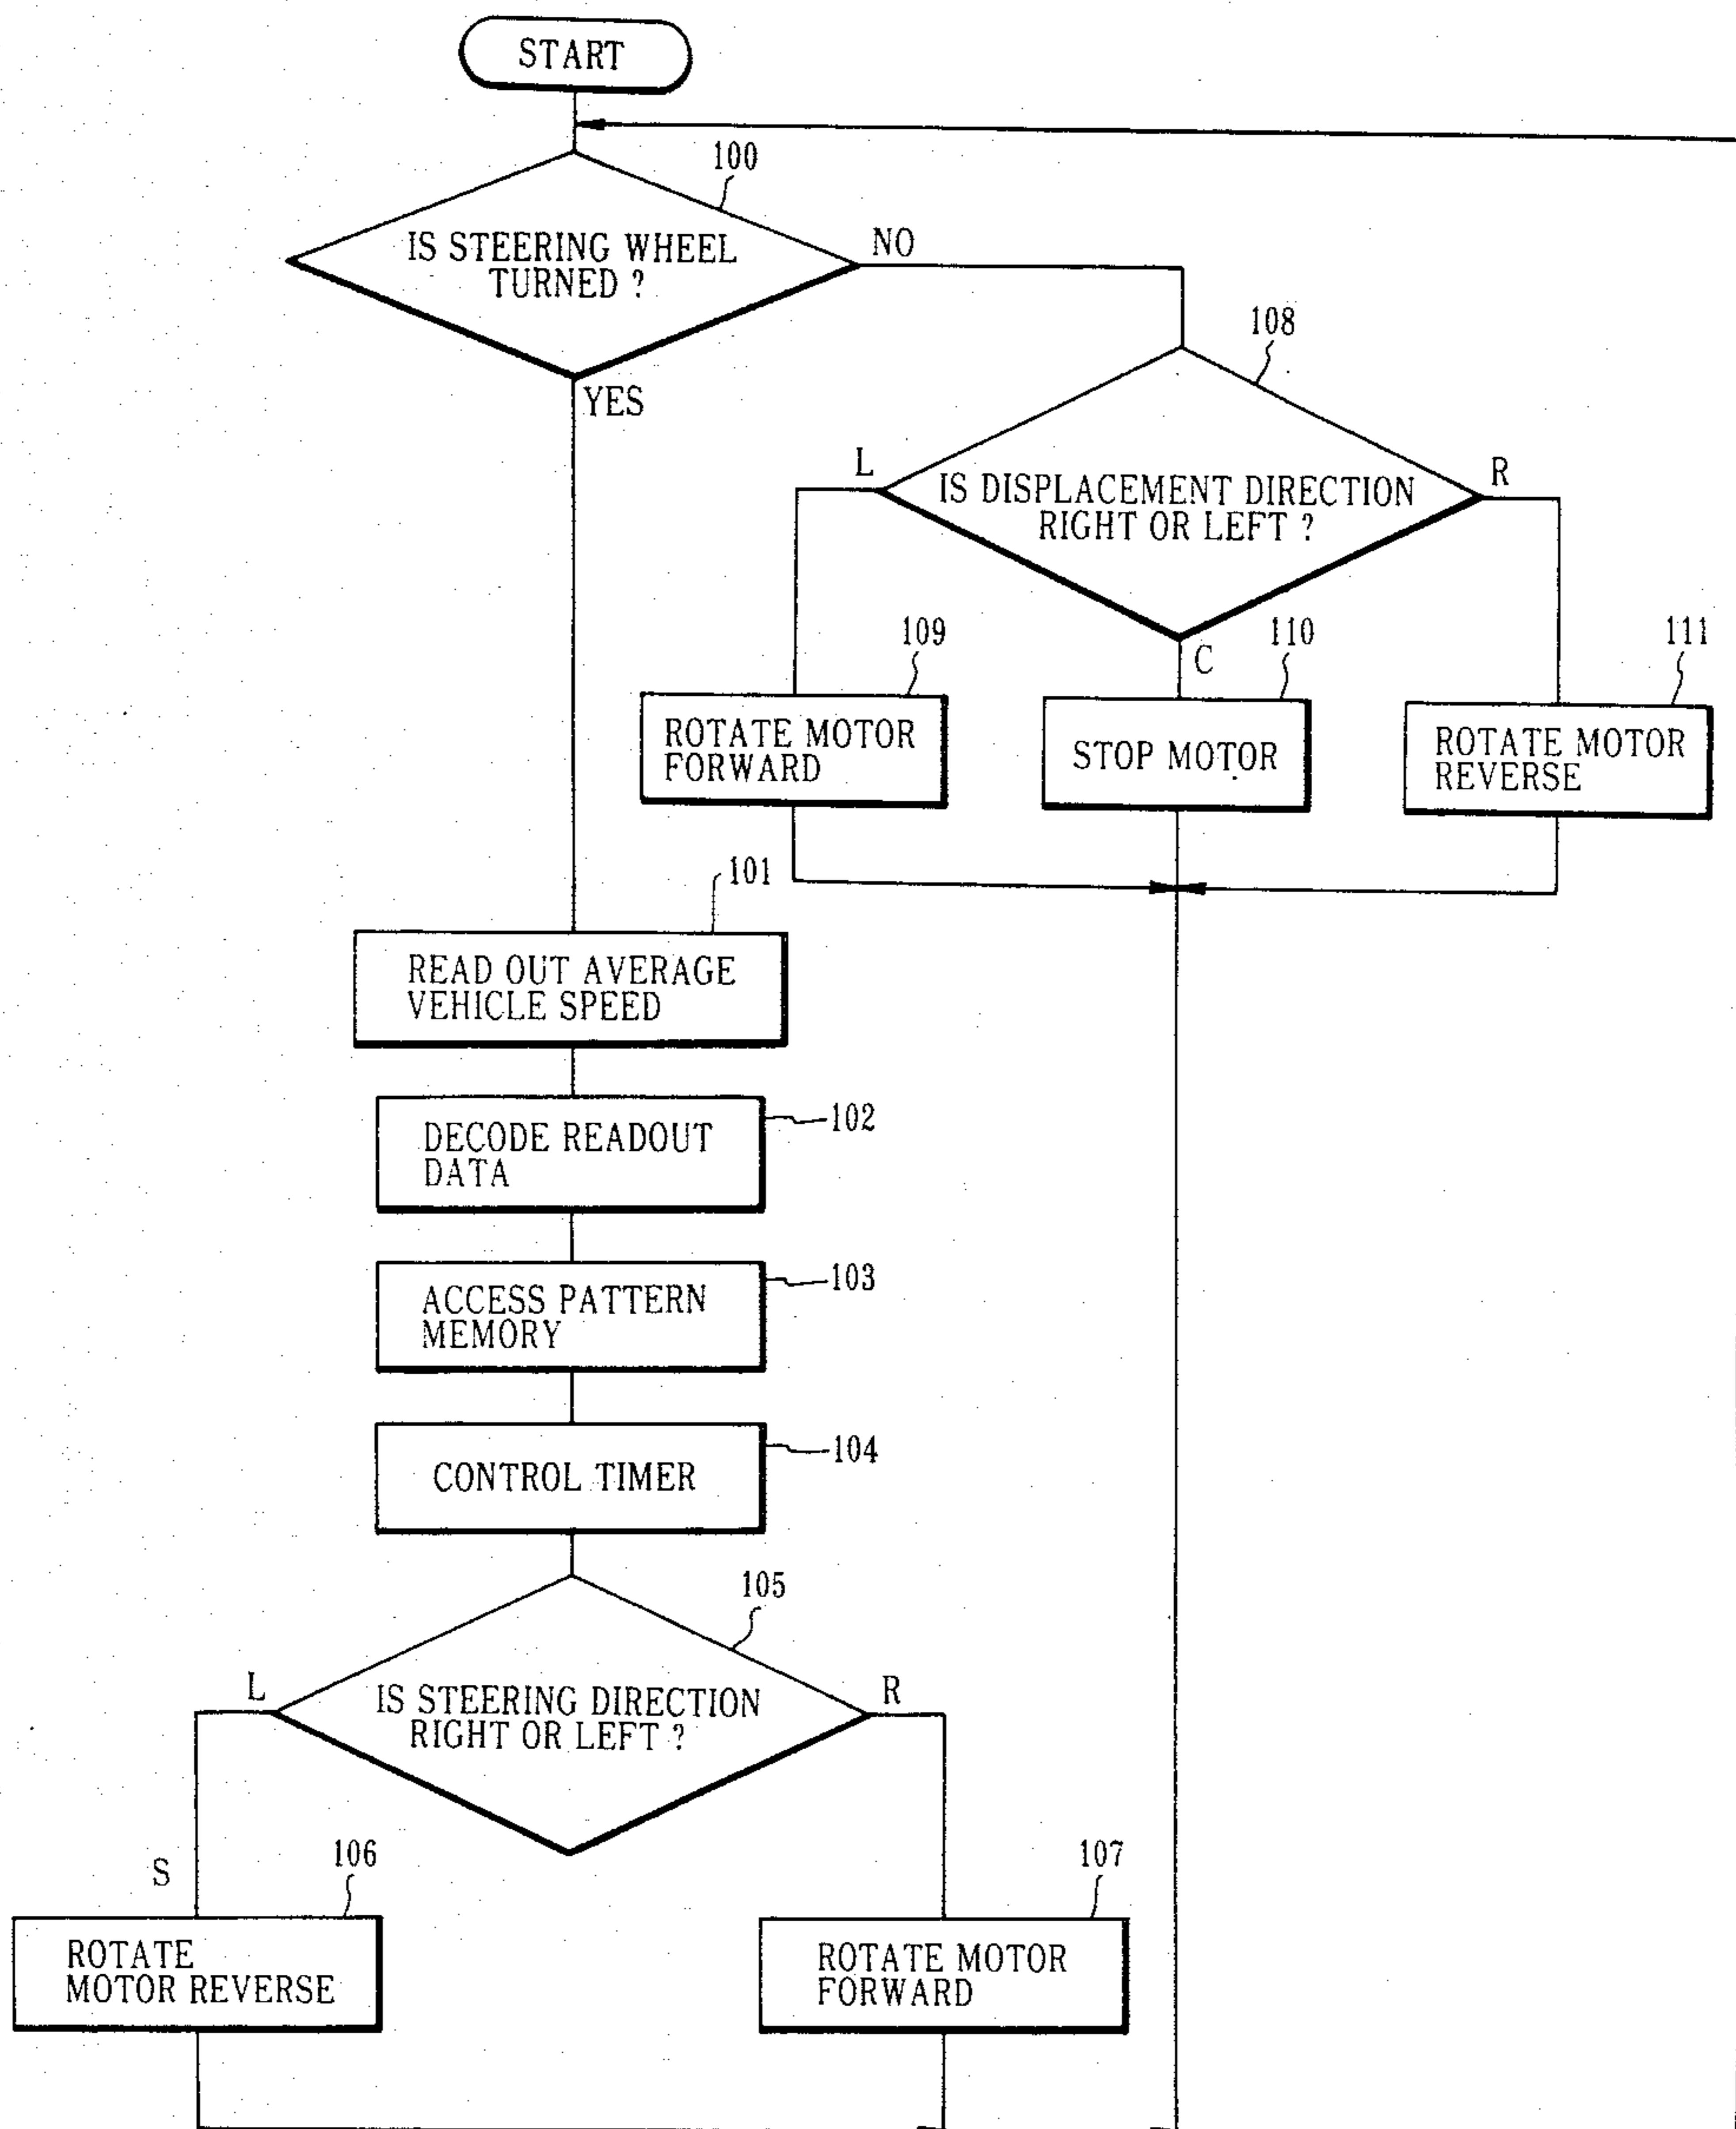 START
100
IS STEERING WHEEL
TURNED ?
NO
YES
108
L
IS DISPLACEMENT DIRECTION
RIGHT OR LEFT ?
R
C
109
ROTATE MOTOR
FORWARD
110
STOP MOTOR
111
ROTATE MOTOR
REVERSE
101
READ OUT AVERAGE
VEHICLE SPEED
102
DECODE READOUT
DATA
103
ACCESS PATTERN
MEMORY
104
CONTROL TIMER
105
L
IS STEERING DIRECTION
RIGHT OR LEFT ?
R
S
106
ROTATE
MOTOR REVERSE
107
ROTATE MOTOR
FORWARD